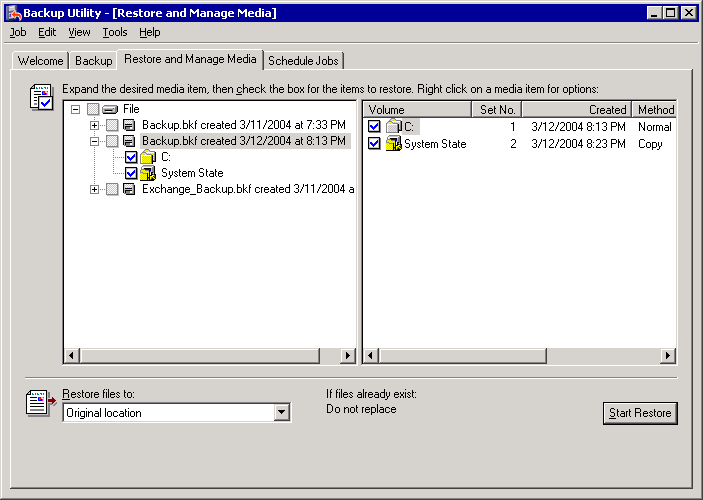 Backup Utility - [Restore and Manage Media]
Job Edit View Tools Help
Welcome Backup Restore and Manage Media Schedule Jobs
Expand the desired media item, then check the box for the items to restore. Right click on a media item for options:
File
Backup.bkf created 3/11/2004 at 7:33 PM
Backup.bkf created 3/12/2004 at 8:13 PM
C:
System State
Exchange_Backup.bkf created 3/11/2004 a
Volume Set No. Created Method
C: 1 3/12/2004 8:13 PM Normal
System State 2 3/12/2004 8:23 PM Copy
Restore files to:
Original location
If files already exist:
Do not replace
Start Restore